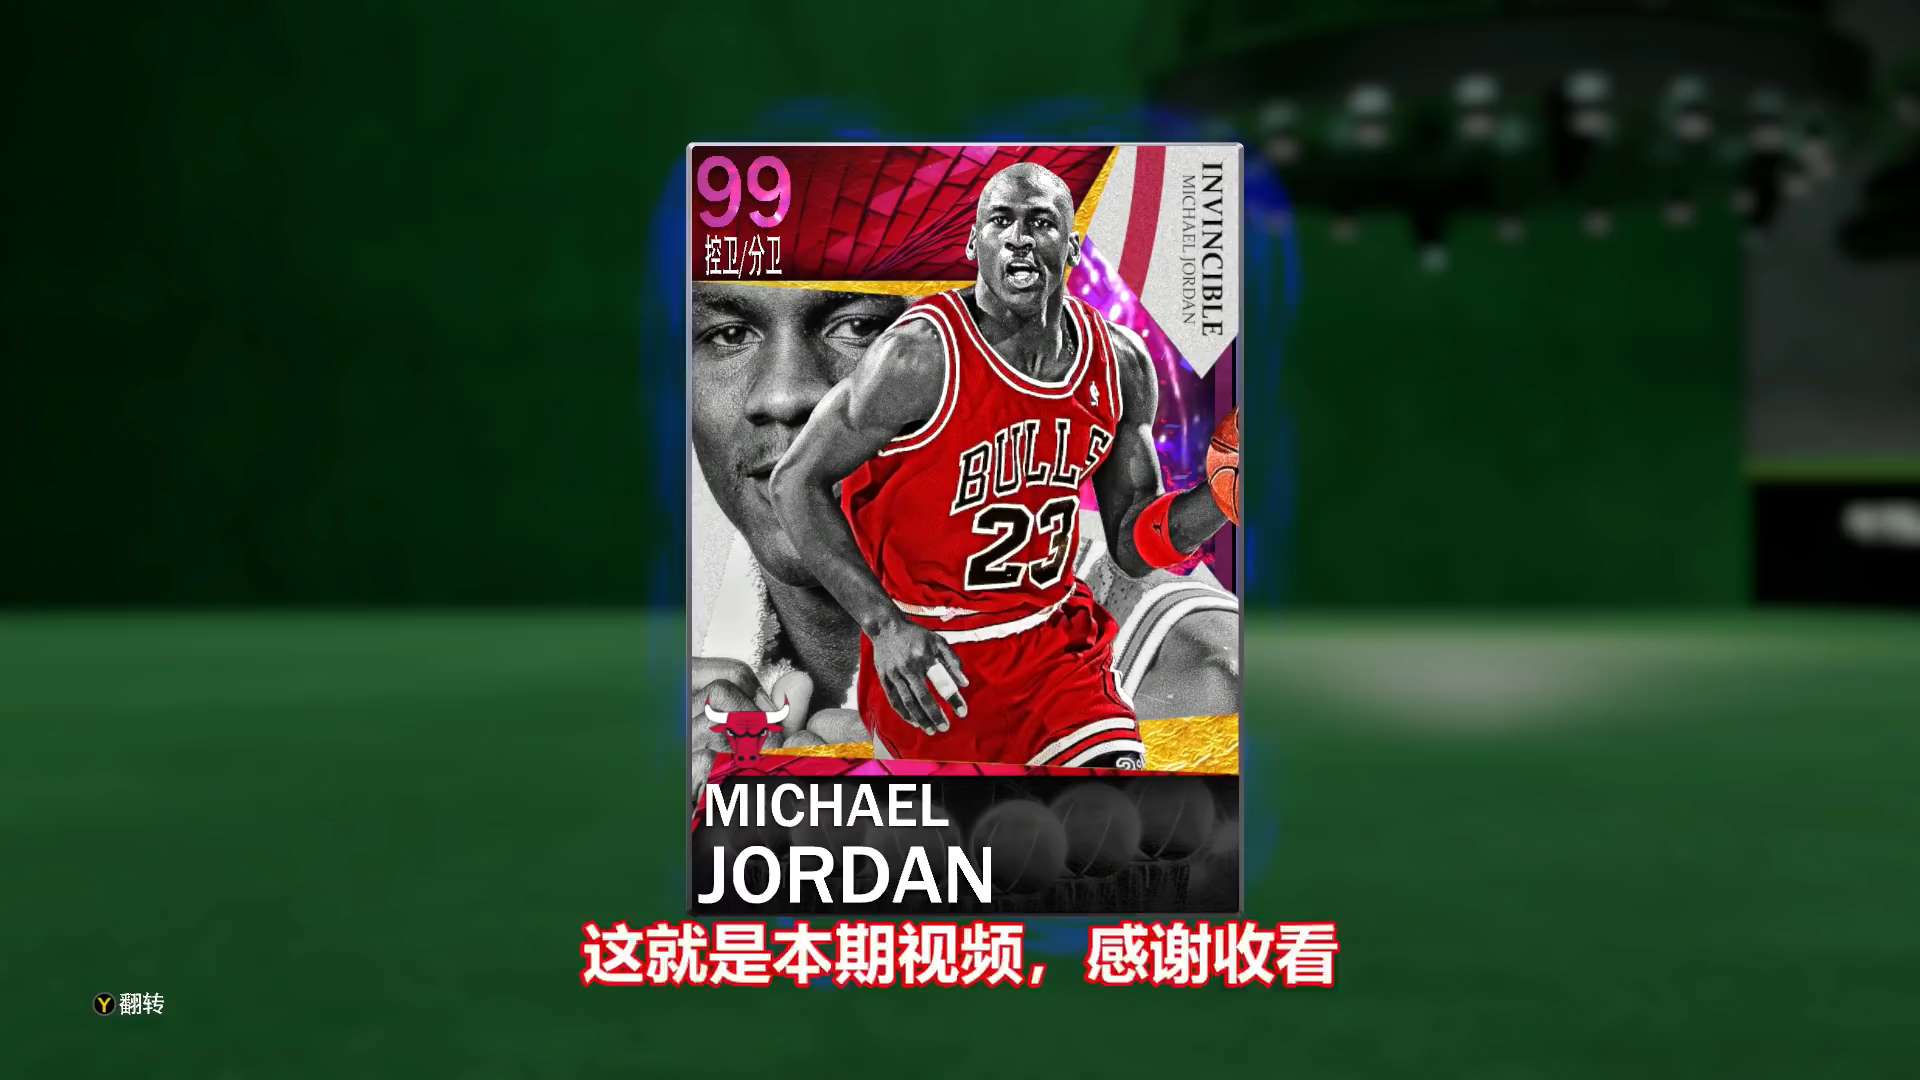 99
控卫/分卫
INVINCIBLE
MICHAEL JORDAN
BULLS
23
MICHAEL
JORDAN
这就是本期视频，感谢收看
Y翻转